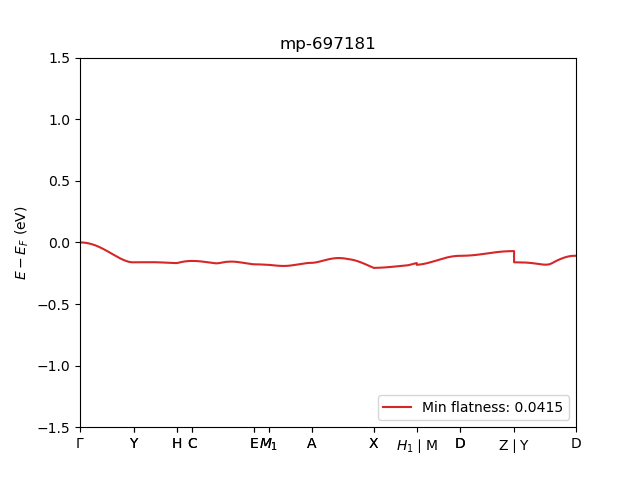 mp-697181
1.5
1.0
0.5
0.0
−0.5
−1.0
−1.5
E − E_F (eV)
Min flatness: 0.0415
Γ Y H C E M_1 A X H_1 | M D Z | Y D